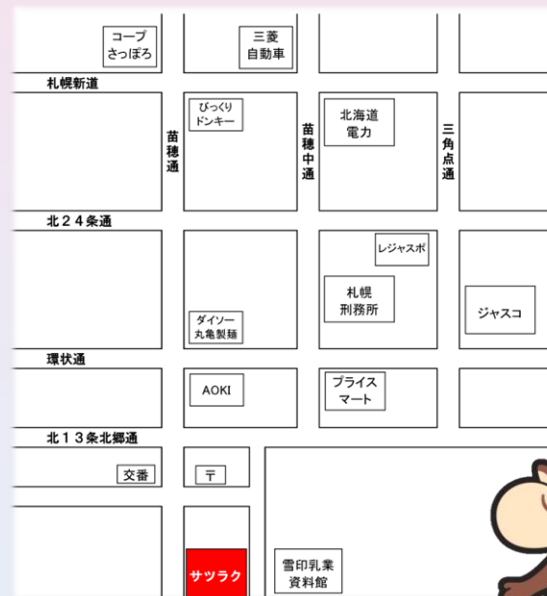 コープ
さっぽろ
三菱
自動車
札幌新道
びっくり
ドンキー
北海道
電力
苗穂通
苗穂中通
三角点通
北２４条通
レジャスポ
札幌
刑務所
ジャスコ
ダイソー
丸亀製麺
環状通
AOKI
プライス
マート
北１３条北郷通
交番
〒
サツラク
雪印乳業
資料館